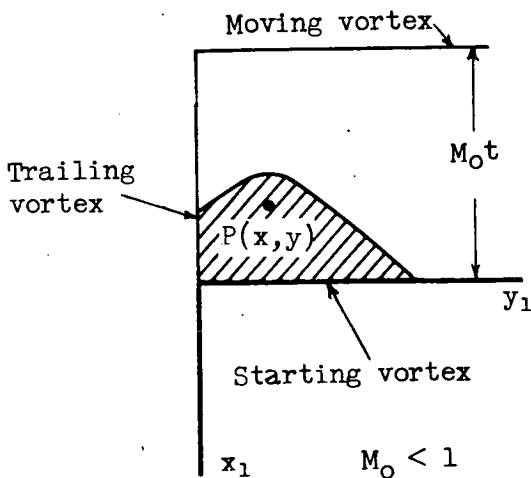 Moving vortex
M₀t
Trailing
vortex
P(x,y)
y₁
Starting vortex
x₁
M₀ < 1